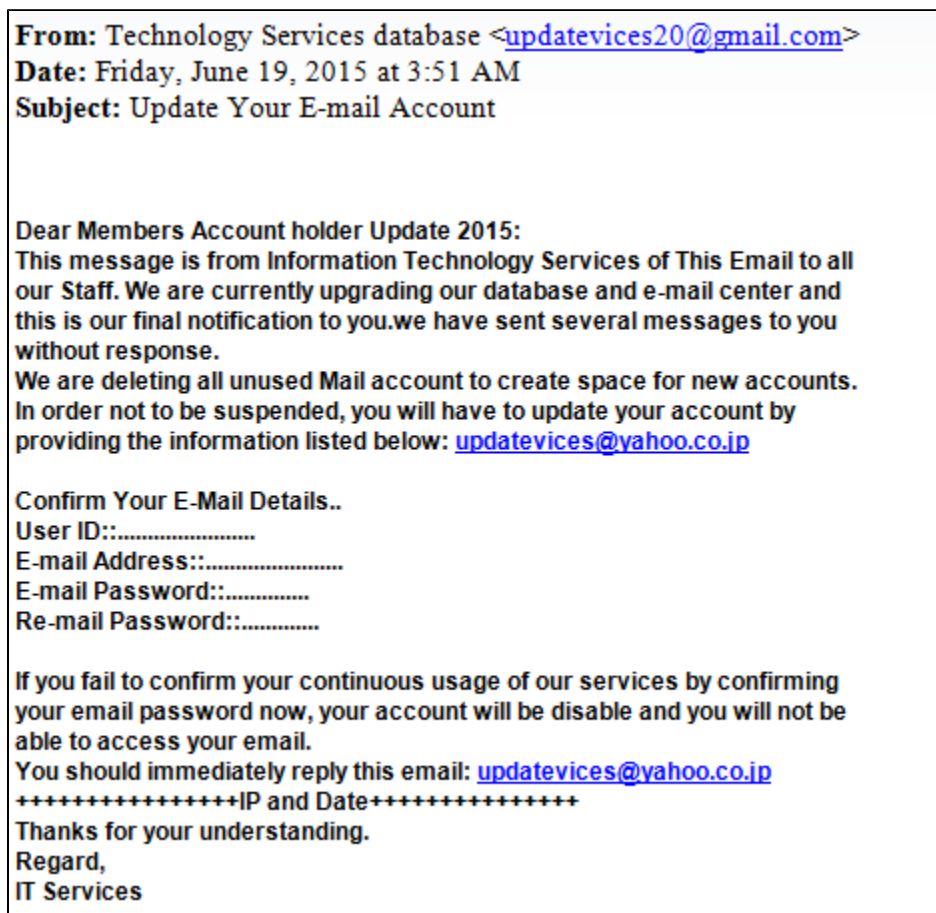 From: Technology Services database <updatevices20@gmail.com>
Date: Friday, June 19, 2015 at 3:51 AM
Subject: Update Your E-mail Account
Dear Members Account holder Update 2015:
This message is from Information Technology Services of This Email to all
our Staff. We are currently upgrading our database and e-mail center and
this is our final notification to you.we have sent several messages to you
without response.
We are deleting all unused Mail account to create space for new accounts.
In order not to be suspended, you will have to update your account by
providing the information listed below: updatevices@yahoo.co.jp
Confirm Your E-Mail Details..
User ID::.......................
E-mail Address::.......................
E-mail Password::..............
Re-mail Password::.............
If you fail to confirm your continuous usage of our services by confirming
your email password now, your account will be disable and you will not be
able to access your email.
You should immediately reply this email: updatevices@yahoo.co.jp
++++++++++++++++IP and Date+++++++++++++++
Thanks for your understanding.
Regard,
IT Services